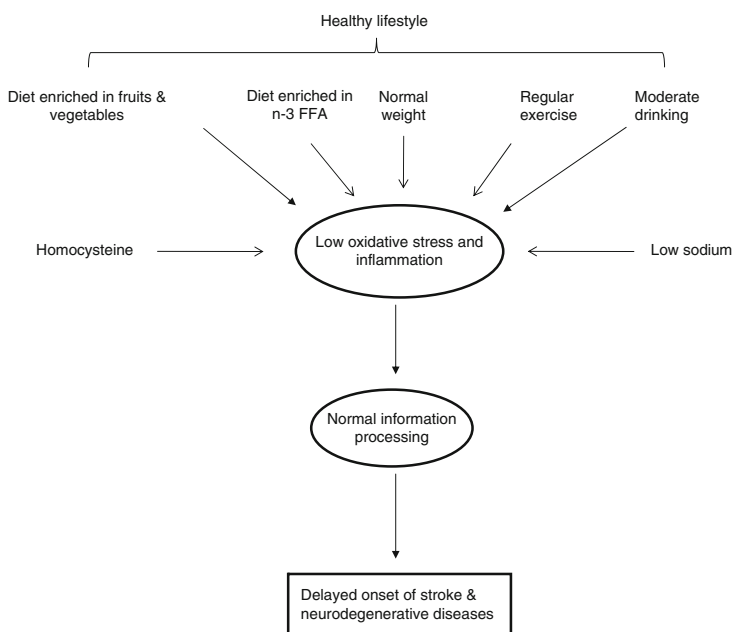 Healthy lifestyle
Diet enriched in fruits &
vegetables
Diet enriched in
n-3 FFA
Normal
weight
Regular
exercise
Moderate
drinking
Homocysteine
Low oxidative stress and
inflammation
Low sodium
Normal information
processing
Delayed onset of stroke &
neurodegenerative diseases